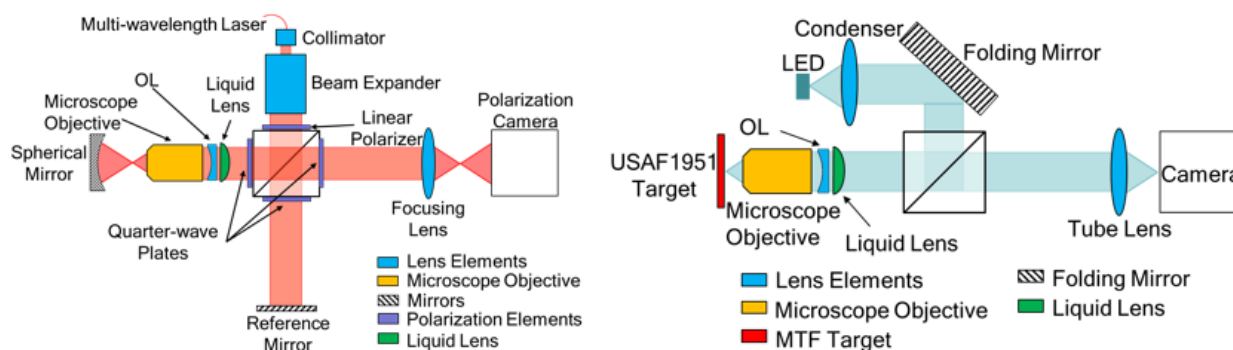 Multi-wavelength Laser
Collimator
OL
Liquid
Lens
Beam Expander
Microscope
Objective
Linear
Polarizer
Polarization
Camera
Spherical
Mirror
Quarter-wave
Plates
Focusing
Lens
Reference
Mirror
Lens Elements
Microscope Objective
Mirrors
Polarization Elements
Liquid Lens
Condenser
LED
Folding Mirror
OL
USAF1951
Target
Microscope
Objective
Liquid Lens
Camera
Tube Lens
Lens Elements
Microscope Objective
MTF Target
Folding Mirror
Liquid Lens